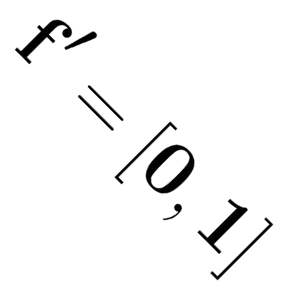 f′ = [0, 1]